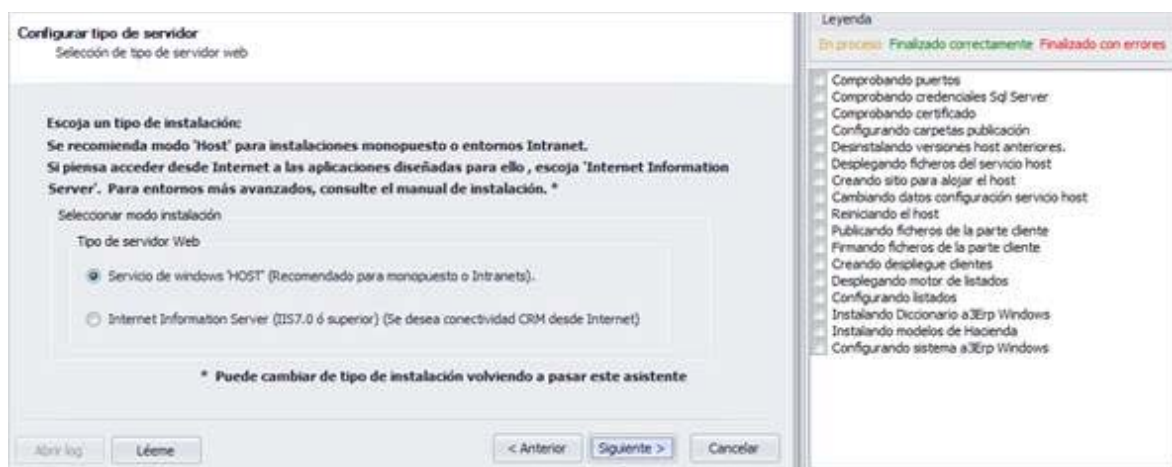 Configurar tipo de servidor
Selección de tipo de servidor web
Escoja un tipo de instalación:
Se recomienda modo 'Host' para instalaciones monopuesto o entornos Intranet.
Si piensa acceder desde Internet a las aplicaciones diseñadas para ello , escoja 'Internet Information
Server'. Para entornos más avanzados, consulte el manual de instalación. *
Seleccionar modo instalación
Tipo de servidor Web
Servicio de windows 'HOST' (Recomendado para monopuesto o Intranets).
Internet Information Server (IIS7.0 ó superior) (Se desea conectividad CRM desde Internet)
* Puede cambiar de tipo de instalación volviendo a pasar este asistente
Abrir log
Léeme
< Anterior
Siguiente >
Cancelar
Leyenda
En proceso Finalizado correctamente Finalizado con errores
Comprobando puertos
Comprobando credenciales Sql Server
Comprobando certificado
Configurando carpetas publicación
Desinstalando versiones host anteriores.
Desplegando ficheros del servicio host
Creando sitio para alojar el host
Cambiando datos configuración servicio host
Reiniciando el host
Publicando ficheros de la parte cliente
Firmando ficheros de la parte cliente
Creando despliegue clientes
Desplegando motor de listados
Configurando listados
Instalando Diccionario a3Erp Windows
Instalando modelos de Hacienda
Configurando sistema a3Erp Windows